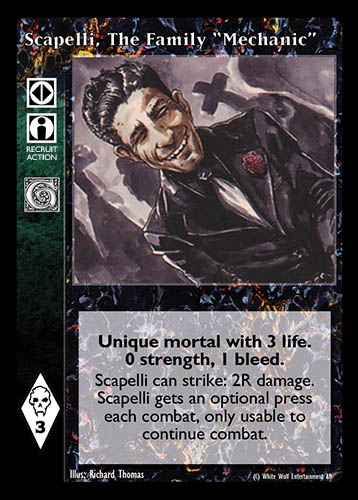 Scapelli, The Family "Mechanic"
RECRUIT
ACTION
Unique mortal with 3 life.
0 strength, 1 bleed.
Scapelli can strike: 2R damage.
Scapelli gets an optional press
each combat, only usable to
continue combat.
3
Illus: Richard Thomas
(C) White Wolf Entertainment AB